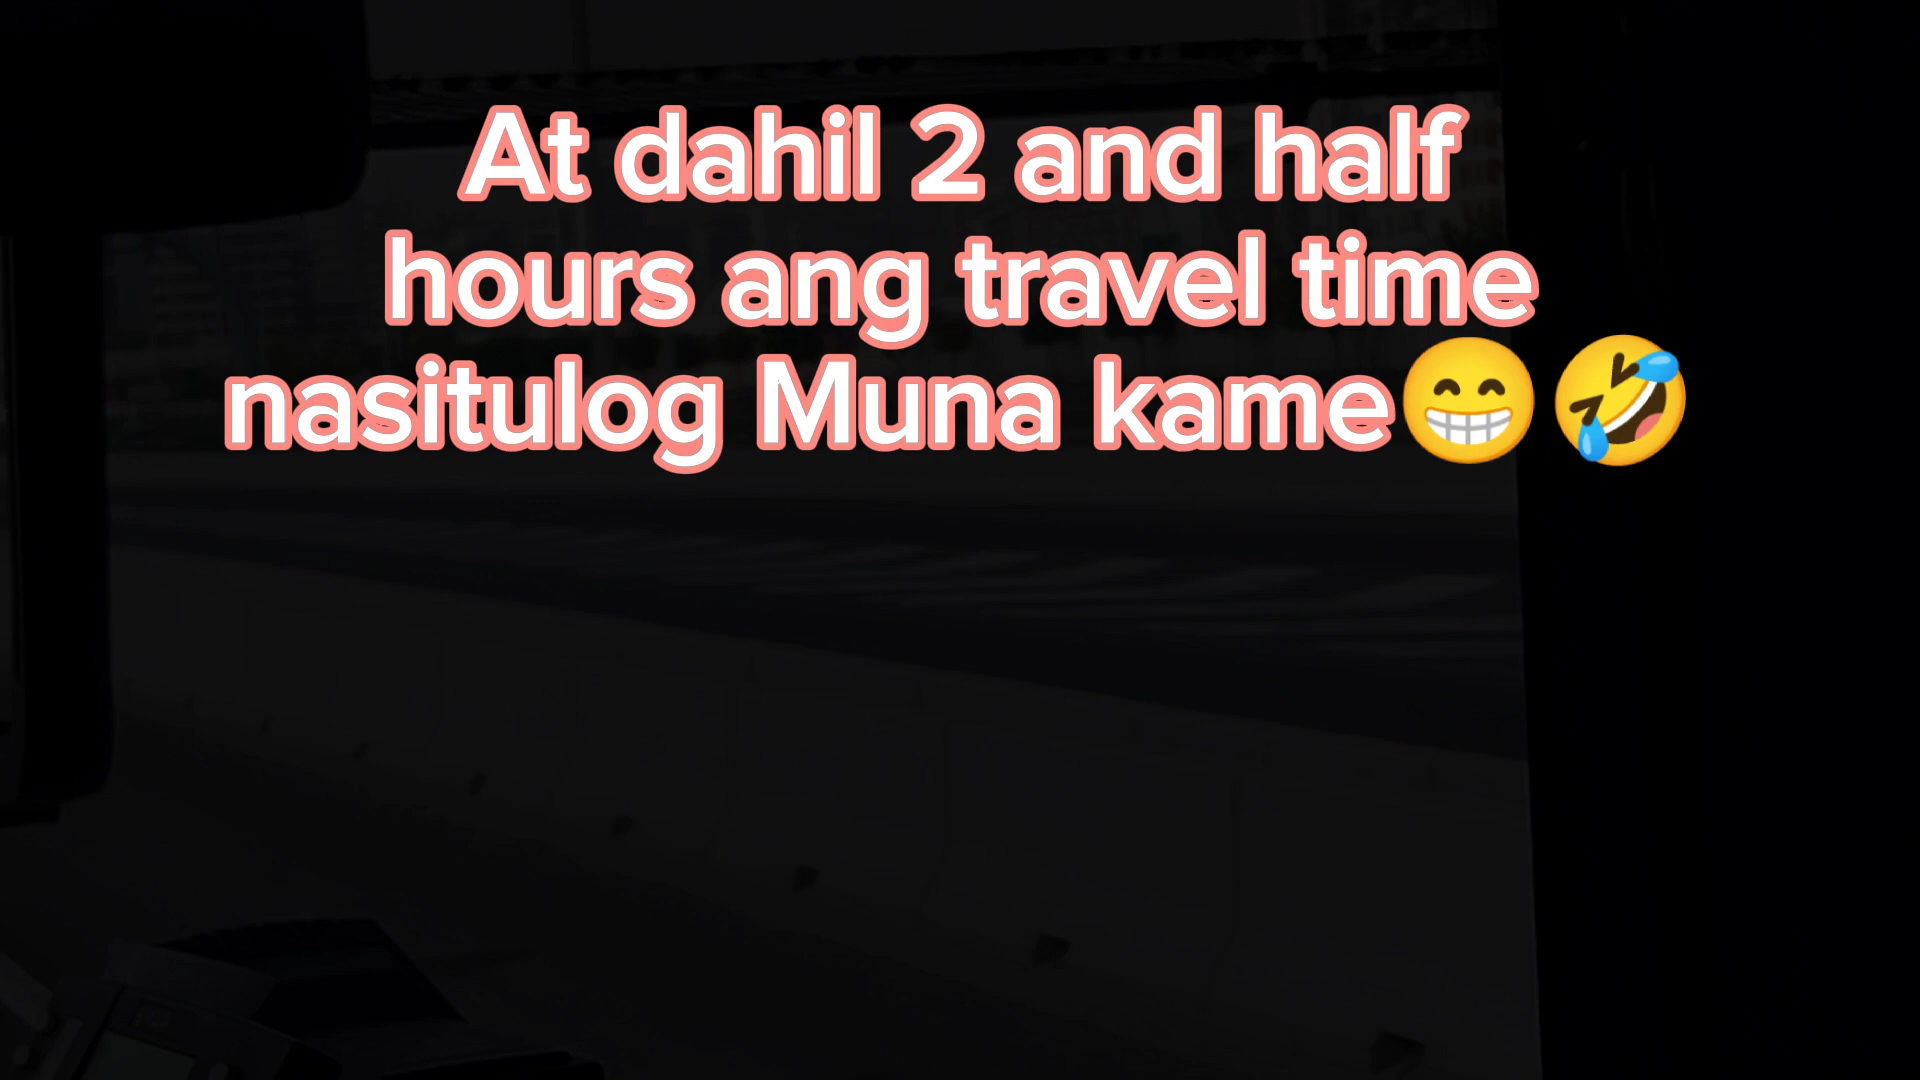 At dahil 2 and half
hours ang travel time
nasitulog Muna kame😁🤣